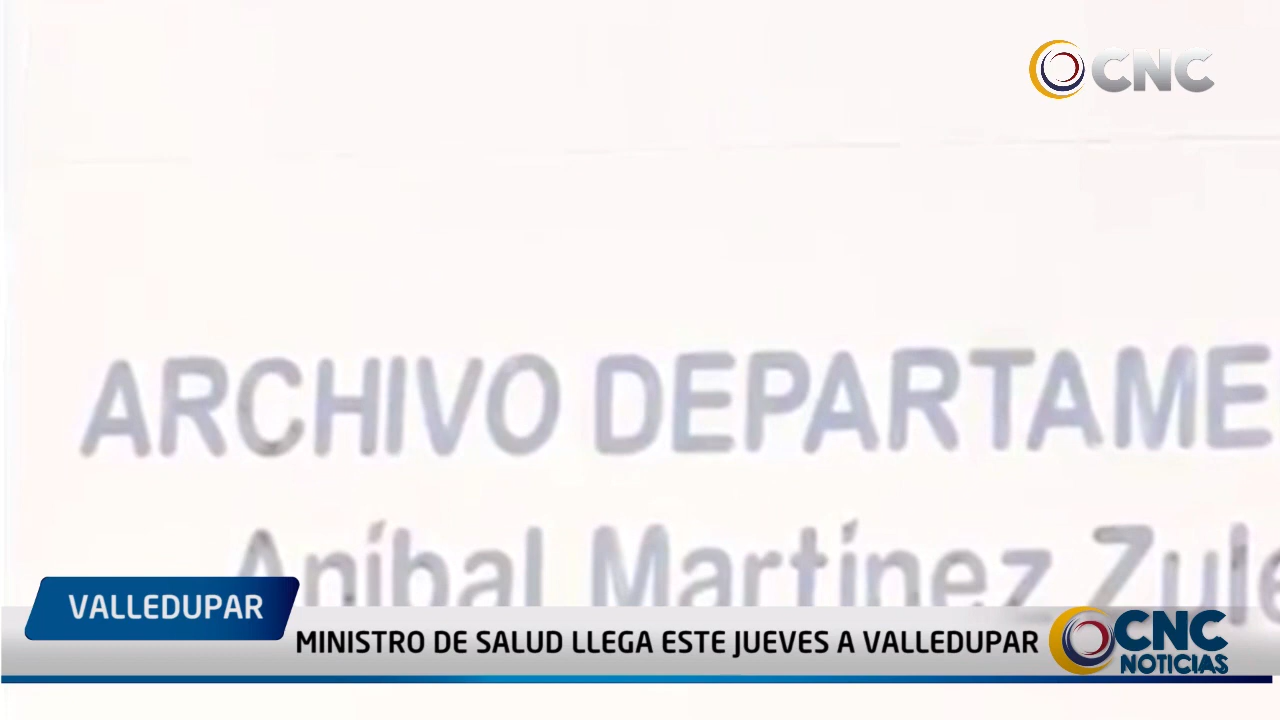 CNC
ARCHIVO DEPARTAME
Aníbal Martínez Zule
VALLEDUPAR
MINISTRO DE SALUD LLEGA ESTE JUEVES A VALLEDUPAR
CNC
NOTICIAS